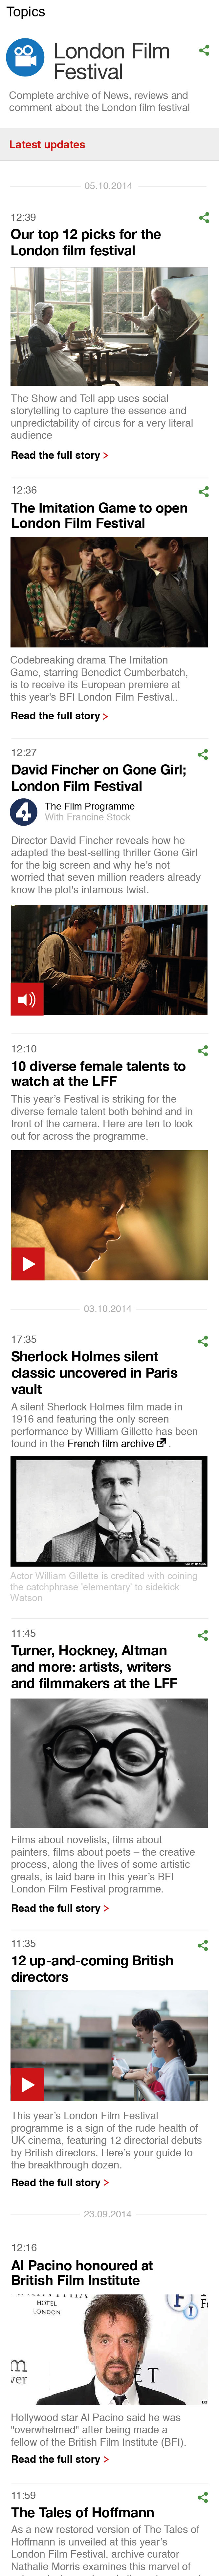 Topics
London Film
Festival
Complete archive of News, reviews and
comment about the London film festival
Latest updates
05.10.2014
12:39
Our top 12 picks for the
London film festival
The Show and Tell app uses social
storytelling to capture the essence and
unpredictability of circus for a very literal
audience
Read the full story >
12:36
The Imitation Game to open
London Film Festival
Codebreaking drama The Imitation
Game, starring Benedict Cumberbatch,
is to receive its European premiere at
this year's BFI London Film Festival..
Read the full story >
12:27
David Fincher on Gone Girl;
London Film Festival
4
The Film Programme
With Francine Stock
Director David Fincher reveals how he
adapted the best-selling thriller Gone Girl
for the big screen and why he's not
worried that seven million readers already
know the plot's infamous twist.
12:10
10 diverse female talents to
watch at the LFF
This year's Festival is striking for the
diverse female talent both behind and in
front of the camera. Here are ten to look
out for across the programme.
03.10.2014
17:35
Sherlock Holmes silent
classic uncovered in Paris
vault
A silent Sherlock Holmes film made in
1916 and featuring the only screen
performance by William Gillette has been
found in the French film archive .
GETTY IMAGES
Actor William Gillette is credited with coining
the catchphrase 'elementary' to sidekick
Watson
11:45
Turner, Hockney, Altman
and more: artists, writers
and filmmakers at the LFF
Films about novelists, films about
painters, films about poets – the creative
process, along the lives of some artistic
greats, is laid bare in this year's BFI
London Film Festival programme.
Read the full story >
11:35
12 up-and-coming British
directors
This year's London Film Festival
programme is a sign of the rude health of
UK cinema, featuring 12 directorial debuts
by British directors. Here's your guide to
the breakthrough dozen.
Read the full story >
23.09.2014
12:16
Al Pacino honoured at
British Film Institute
HOTEL
LONDON
m
ver
ET
Hollywood star Al Pacino said he was
"overwhelmed" after being made a
fellow of the British Film Institute (BFI).
Read the full story >
11:59
The Tales of Hoffmann
As a new restored version of The Tales of
Hoffmann is unveiled at this year's
London Film Festival, archive curator
Nathalie Morris examines this marvel of